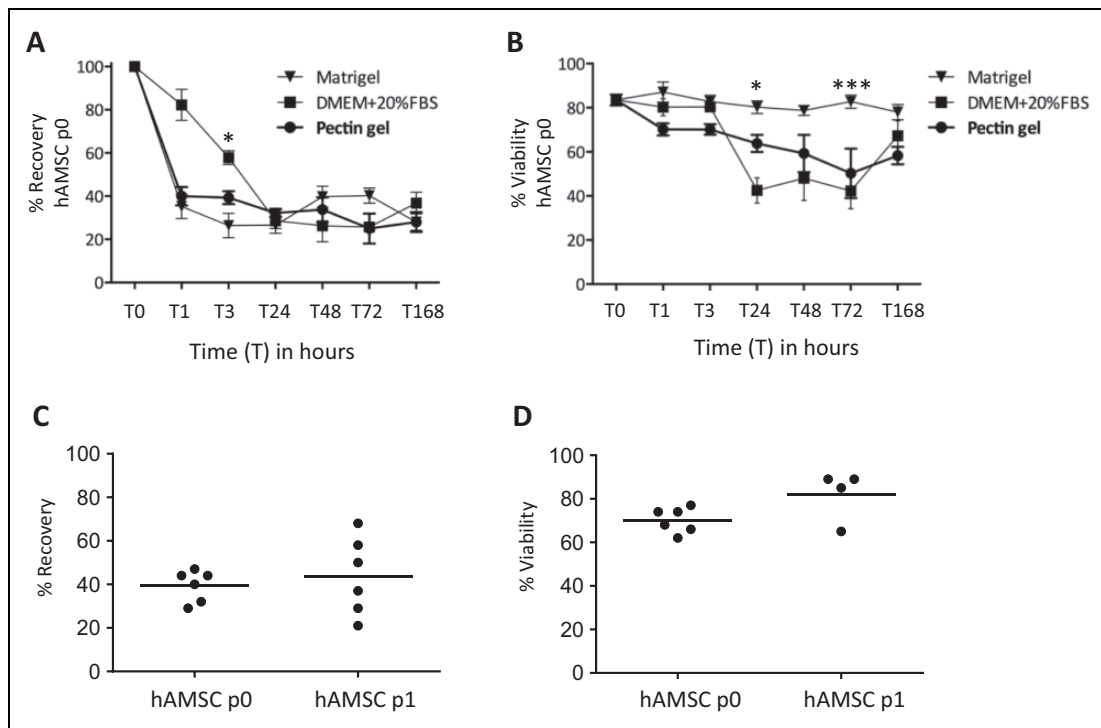 A
100
80
60
40
20
0
% Recovery
hAMSC p0
*
Matrigel
DMEM+20%FBS
Pectin gel
T0 T1 T3 T24 T48 T72 T168
Time (T) in hours
B
100
80
60
40
20
0
% Viability
hAMSC p0
* ***
Matrigel
DMEM+20%FBS
Pectin gel
T0 T1 T3 T24 T48 T72 T168
Time (T) in hours
C
100
80
60
40
20
0
% Recovery
hAMSC p0 hAMSC p1
D
100
80
60
40
20
0
% Viability
hAMSC p0 hAMSC p1